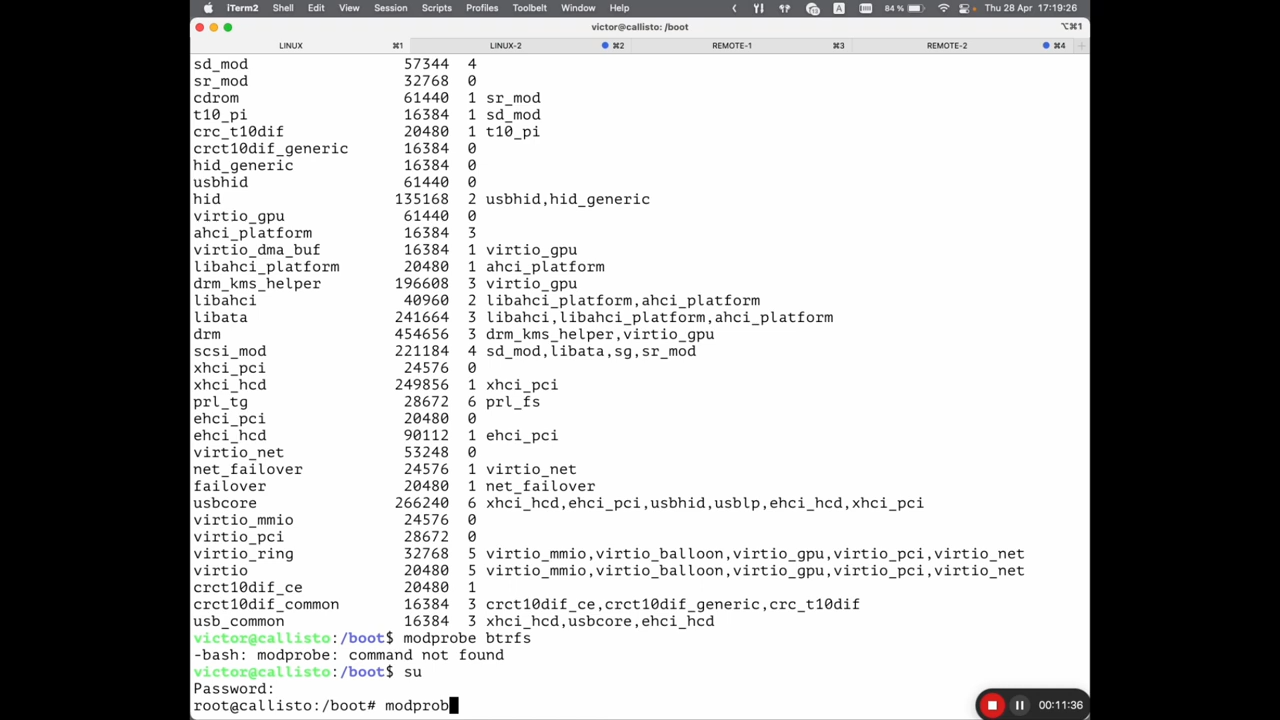 iTerm2 Shell Edit View Session Scripts Profiles Toolbelt Window Help A 84 % Thu 28 Apr 17:19:26
victor@callisto: /boot ⌥⌘1
LINUX ⌘1 LINUX-2 ⌘2 REMOTE-1 ⌘3 REMOTE-2 ⌘4 +
sd_mod 57344 4
sr_mod 32768 0
cdrom 61440 1 sr_mod
t10_pi 16384 1 sd_mod
crc_t10dif 20480 1 t10_pi
crct10dif_generic 16384 0
hid_generic 16384 0
usbhid 61440 0
hid 135168 2 usbhid,hid_generic
virtio_gpu 61440 0
ahci_platform 16384 3
virtio_dma_buf 16384 1 virtio_gpu
libahci_platform 20480 1 ahci_platform
drm_kms_helper 196608 3 virtio_gpu
libahci 40960 2 libahci_platform,ahci_platform
libata 241664 3 libahci,libahci_platform,ahci_platform
drm 454656 3 drm_kms_helper,virtio_gpu
scsi_mod 221184 4 sd_mod,libata,sg,sr_mod
xhci_pci 24576 0
xhci_hcd 249856 1 xhci_pci
prl_tg 28672 6 prl_fs
ehci_pci 20480 0
ehci_hcd 90112 1 ehci_pci
virtio_net 53248 0
net_failover 24576 1 virtio_net
failover 20480 1 net_failover
usbcore 266240 6 xhci_hcd,ehci_pci,usbhid,usblp,ehci_hcd,xhci_pci
virtio_mmio 24576 0
virtio_pci 28672 0
virtio_ring 32768 5 virtio_mmio,virtio_balloon,virtio_gpu,virtio_pci,virtio_net
virtio 20480 5 virtio_mmio,virtio_balloon,virtio_gpu,virtio_pci,virtio_net
crct10dif_ce 20480 1
crct10dif_common 16384 3 crct10dif_ce,crct10dif_generic,crc_t10dif
usb_common 16384 3 xhci_hcd,usbcore,ehci_hcd
victor@callisto:/boot$ modprobe btrfs
-bash: modprobe: command not found
victor@callisto:/boot$ su
Password:
root@callisto:/boot# modprob
00:11:36